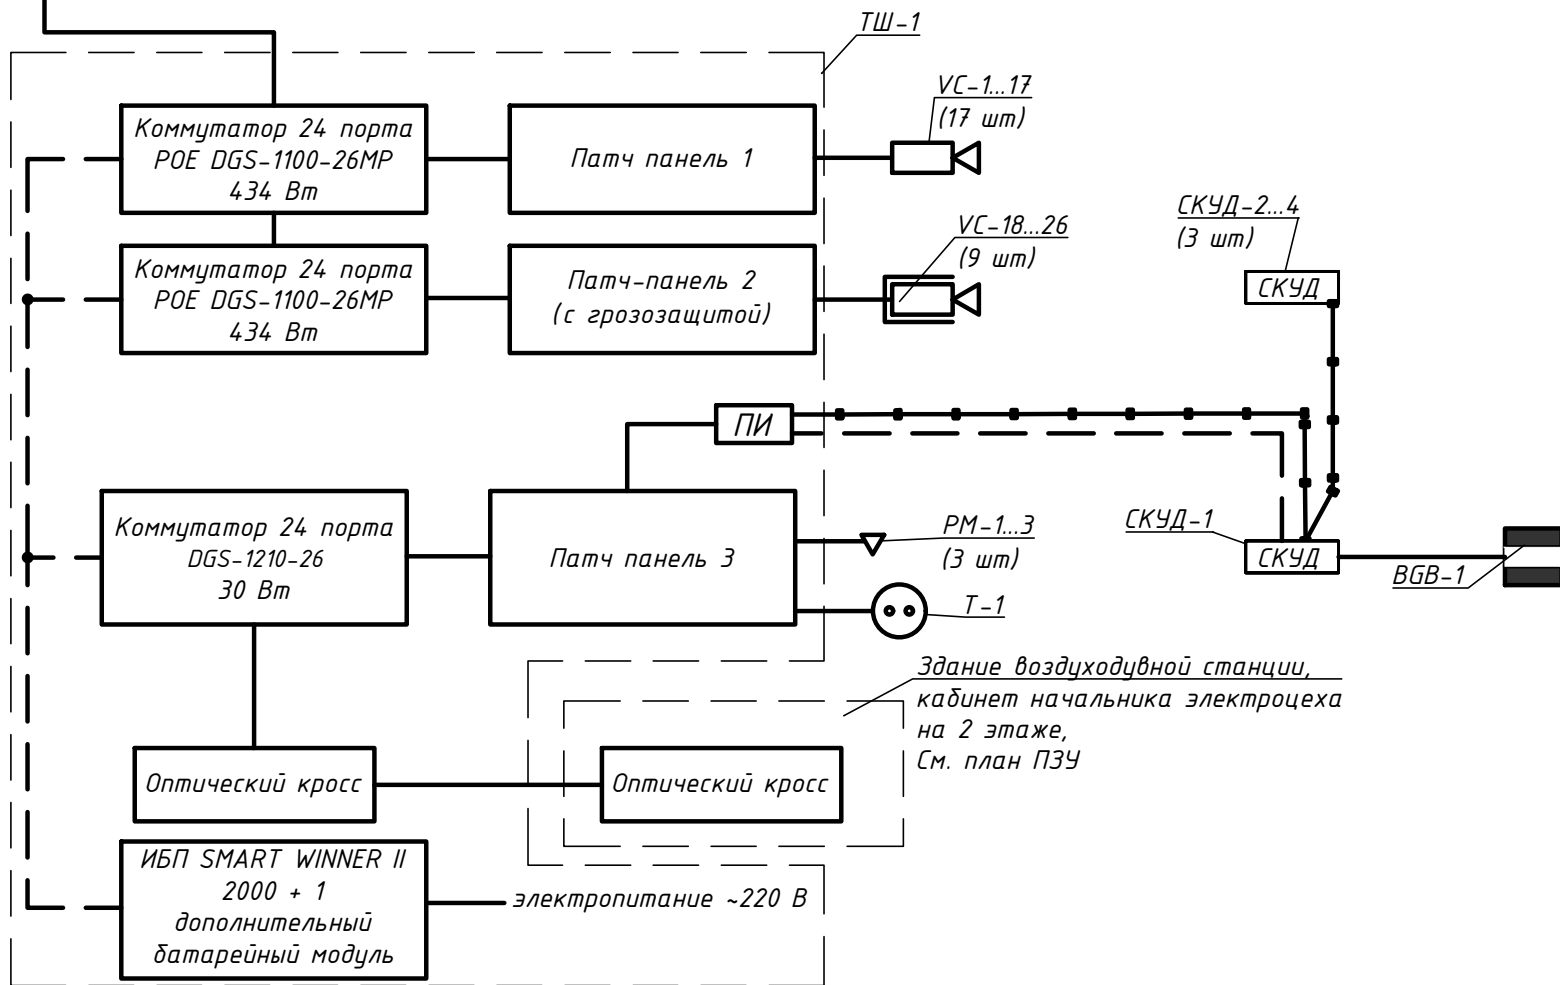 ТШ-1
VC-1...17
(17 шт)
Коммутатор 24 порта
POE DGS-1100-26MP
434 Вт
Патч панель 1
СКУД-2...4
(3 шт)
VC-18...26
(9 шт)
Коммутатор 24 порта
POE DGS-1100-26MP
434 Вт
Патч-панель 2
(с грозозащитой)
СКУД
ПИ
Коммутатор 24 порта
DGS-1210-26
30 Вт
Патч панель 3
РМ-1...3
(3 шт)
Т-1
СКУД-1
СКУД
BGB-1
Здание воздуходувной станции,
кабинет начальника электроцеха
на 2 этаже,
См. план ПЗУ
Оптический кросс
Оптический кросс
ИБП SMART WINNER II
2000 + 1
дополнительный
батарейный модуль
электропитание ~220 В